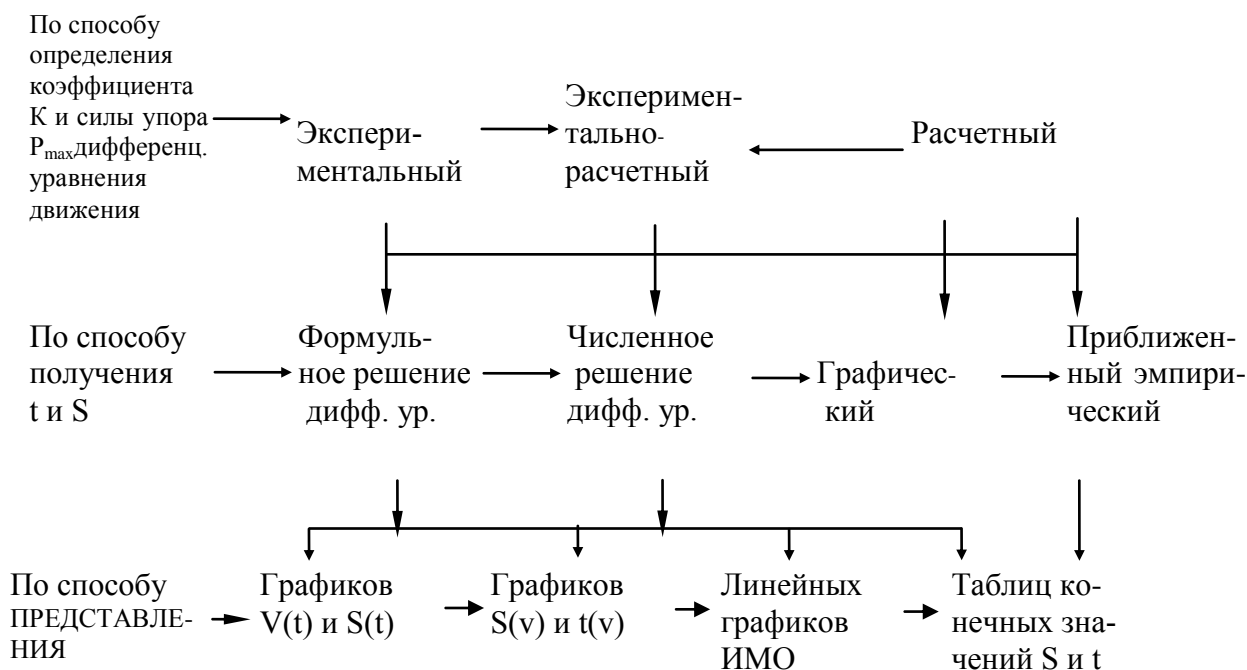 По способу
определения
коэффициента
К и силы упора
Pmaxдифференц.
уравнения
движения
Экспери-
ментальный
Эксперимен-
тально-
расчетный
Расчетный
По способу
получения
t и S
Формуль-
ное решение
дифф. ур.
Численное
решение
дифф. ур.
Графичес-
кий
Приближен-
ный эмпири-
ческий
По способу
ПРЕДСТАВЛЕ-
НИЯ
Графиков
V(t) и S(t)
Графиков
S(v) и t(v)
Линейных
графиков
ИМО
Таблиц ко-
нечных зна-
чений S и t